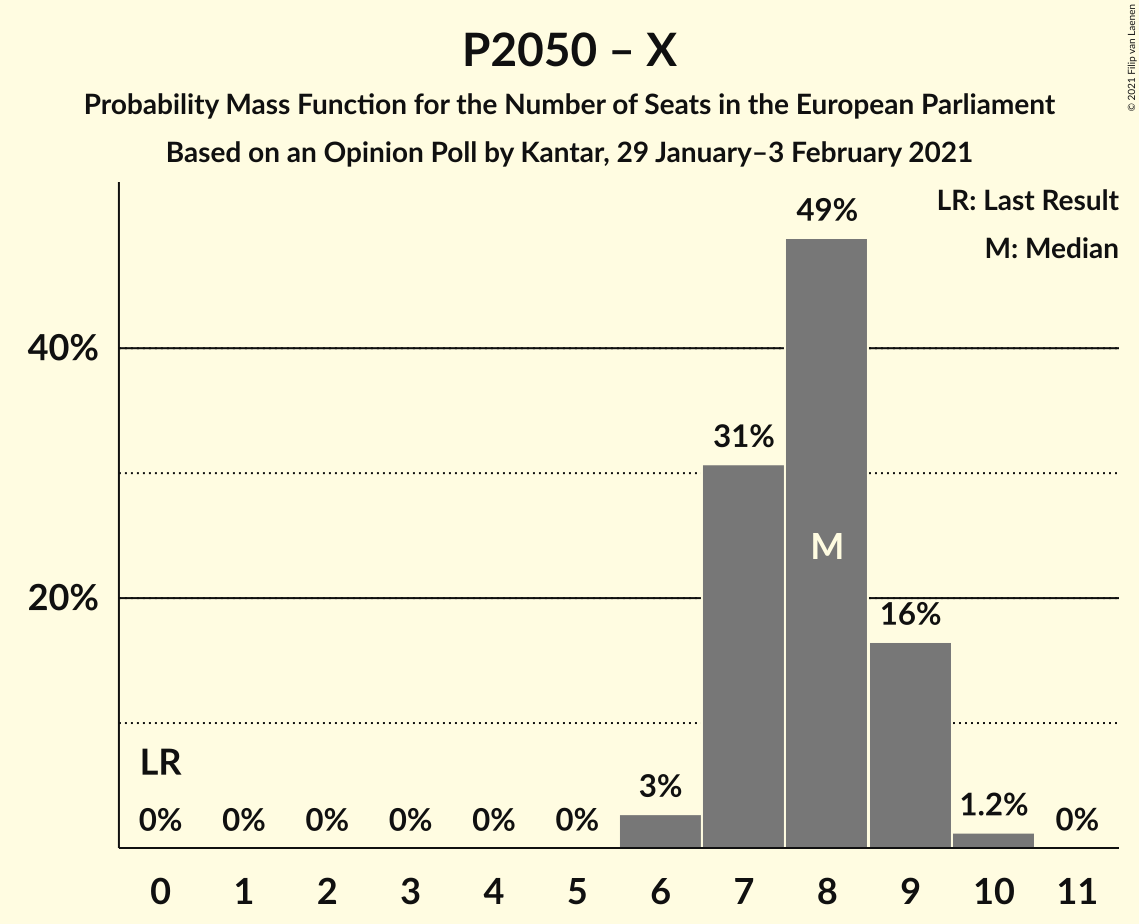 P2050 – X
Probability Mass Function for the Number of Seats in the European Parliament
Based on an Opinion Poll by Kantar, 29 January–3 February 2021
© 2021 Filip van Laenen
LR: Last Result
M: Median
49%
40%
31%
M
20%
16%
LR
0% 0% 0% 0% 0% 0% 3% 1.2% 0%
0 1 2 3 4 5 6 7 8 9 10 11